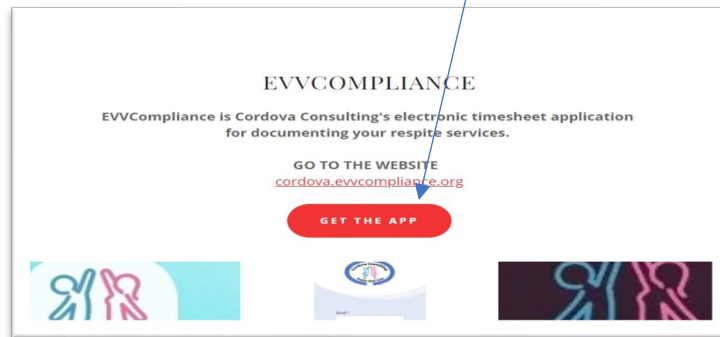 EVVCOMPLIANCE
EVVCompliance is Cordova Consulting's electronic timesheet application
for documenting your respite services.
GO TO THE WEBSITE
cordova.evvcompliance.org
GET THE APP